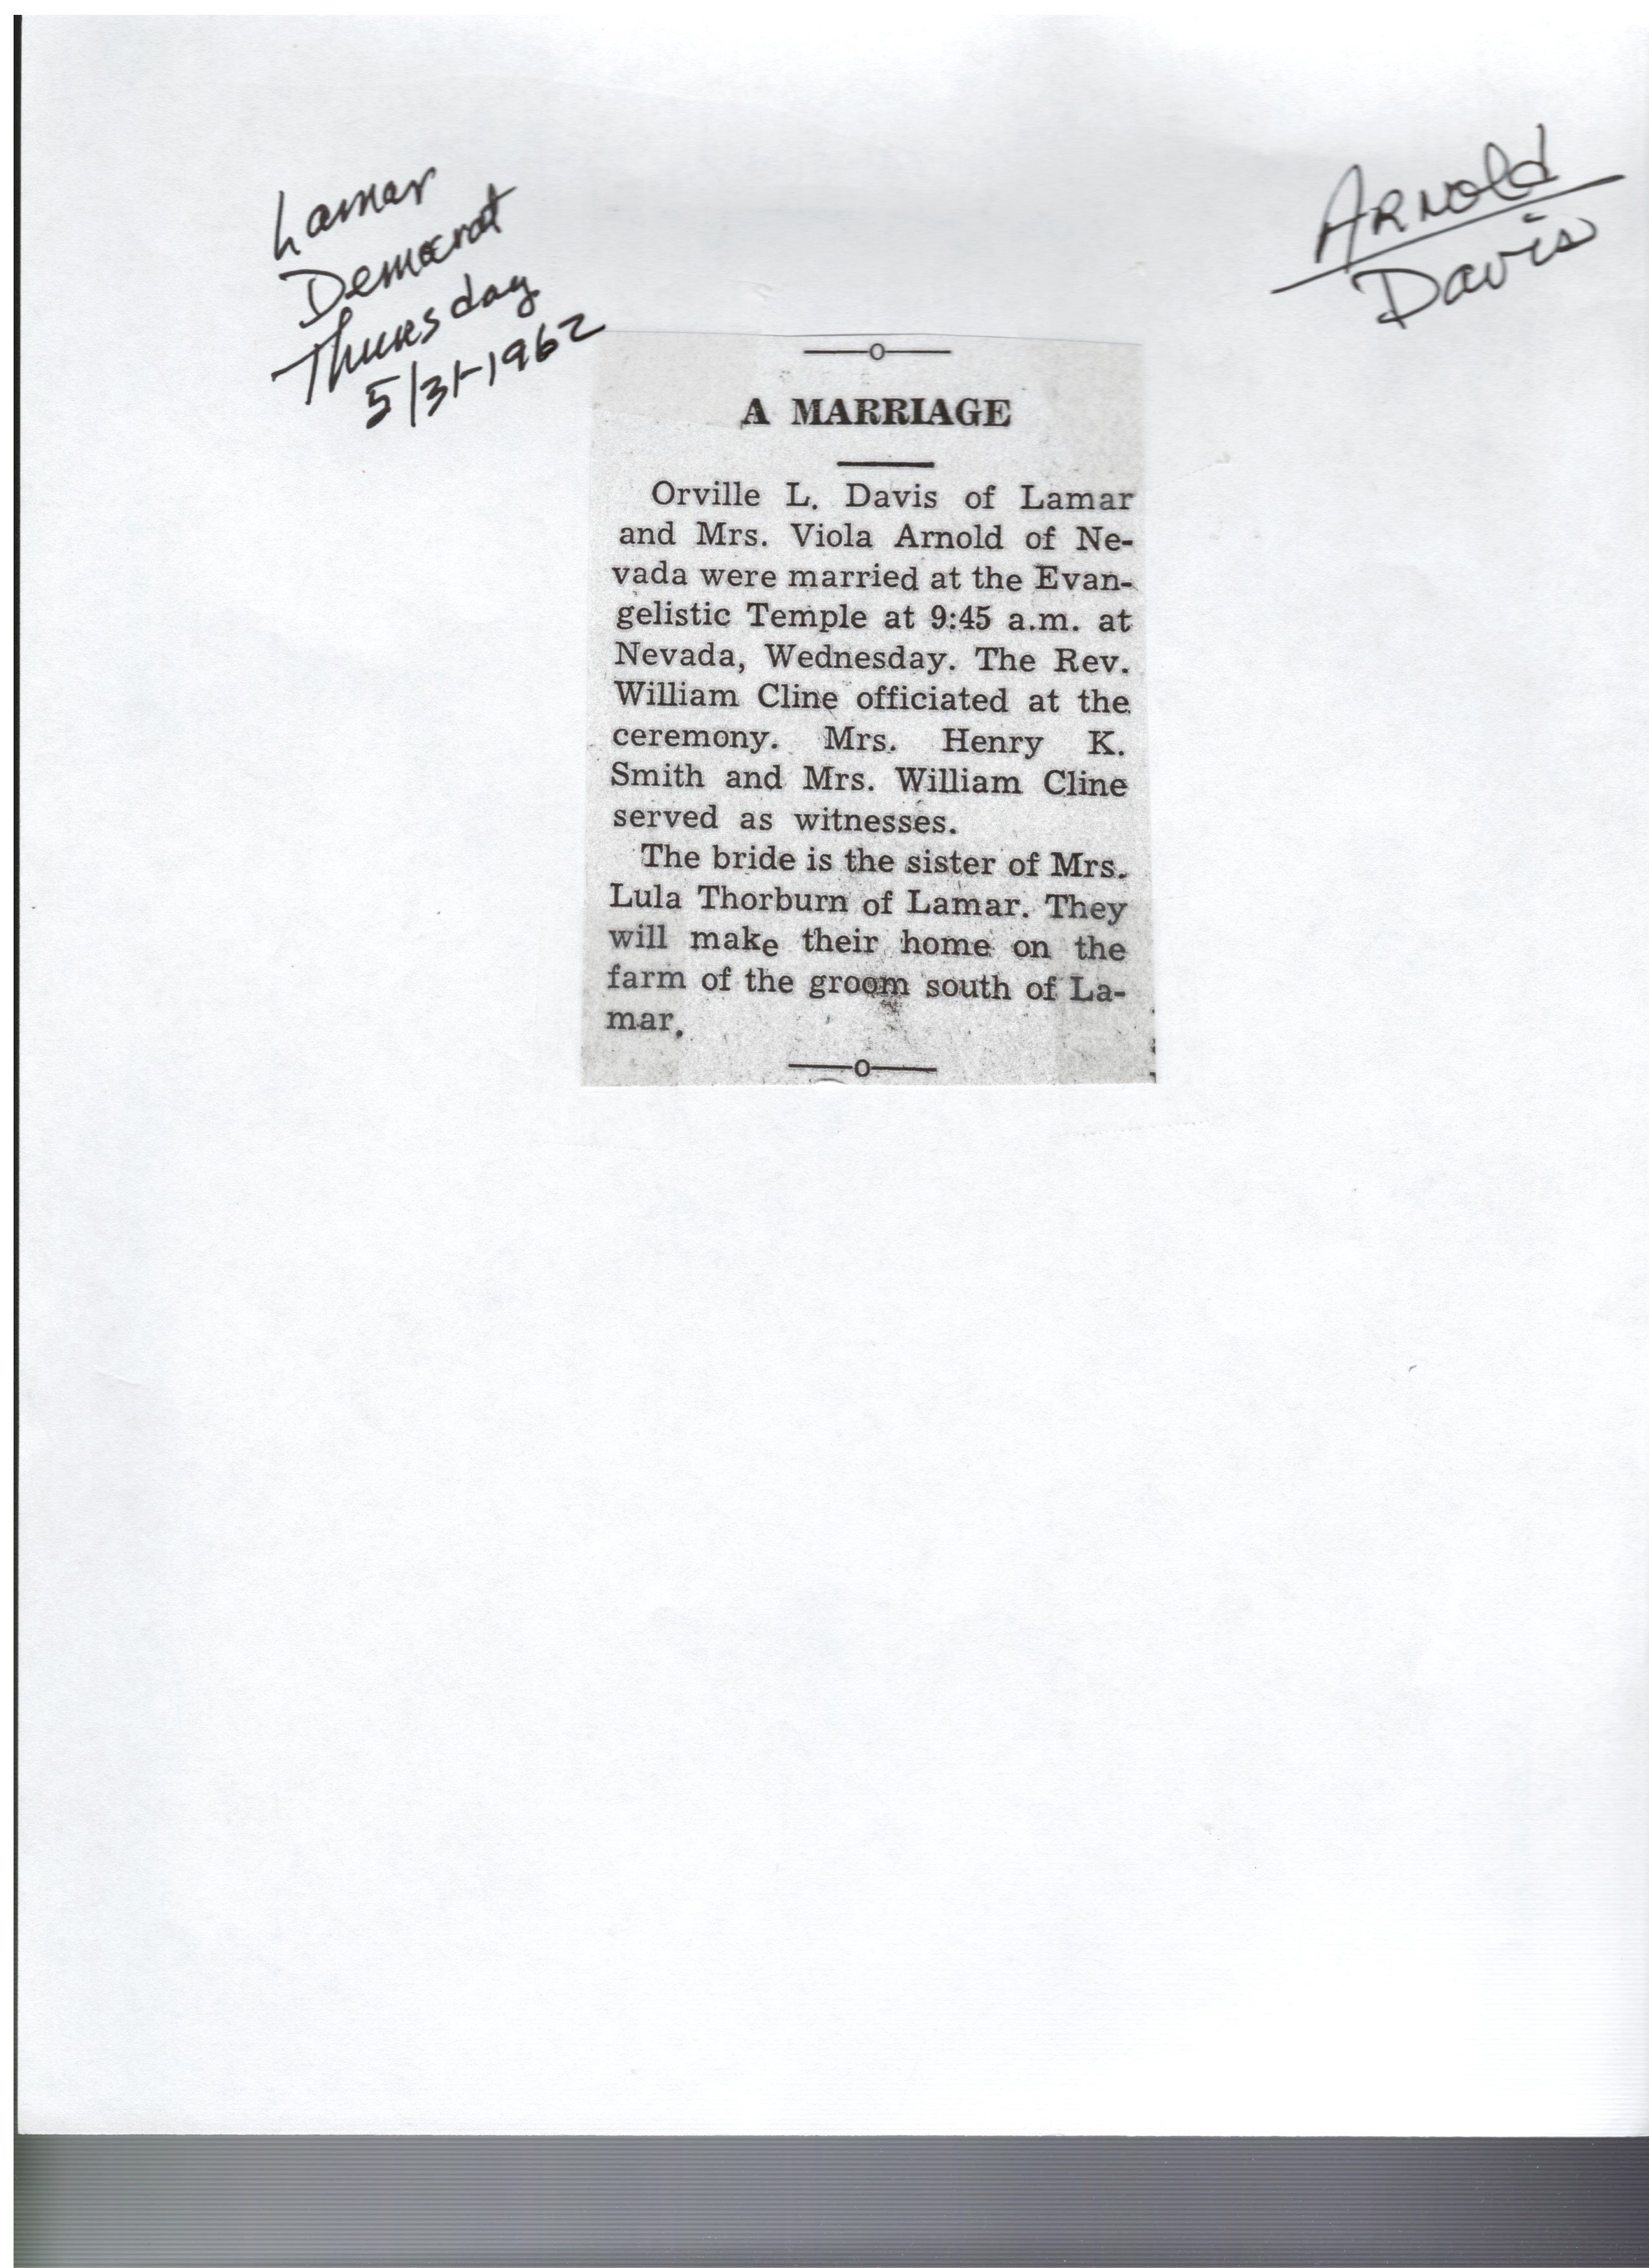 Lamar
Democrat
Thursday
5/31-1962
Arnold
Davis
A MARRIAGE
Orville L. Davis of Lamar
and Mrs. Viola Arnold of Ne-
vada were married at the Evan-
gelistic Temple at 9:45 a.m. at
Nevada, Wednesday. The Rev.
William Cline officiated at the
ceremony. Mrs. Henry K.
Smith and Mrs. William Cline
served as witnesses.
The bride is the sister of Mrs.
Lula Thorburn of Lamar. They
will make their home on the
farm of the groom south of La-
mar.